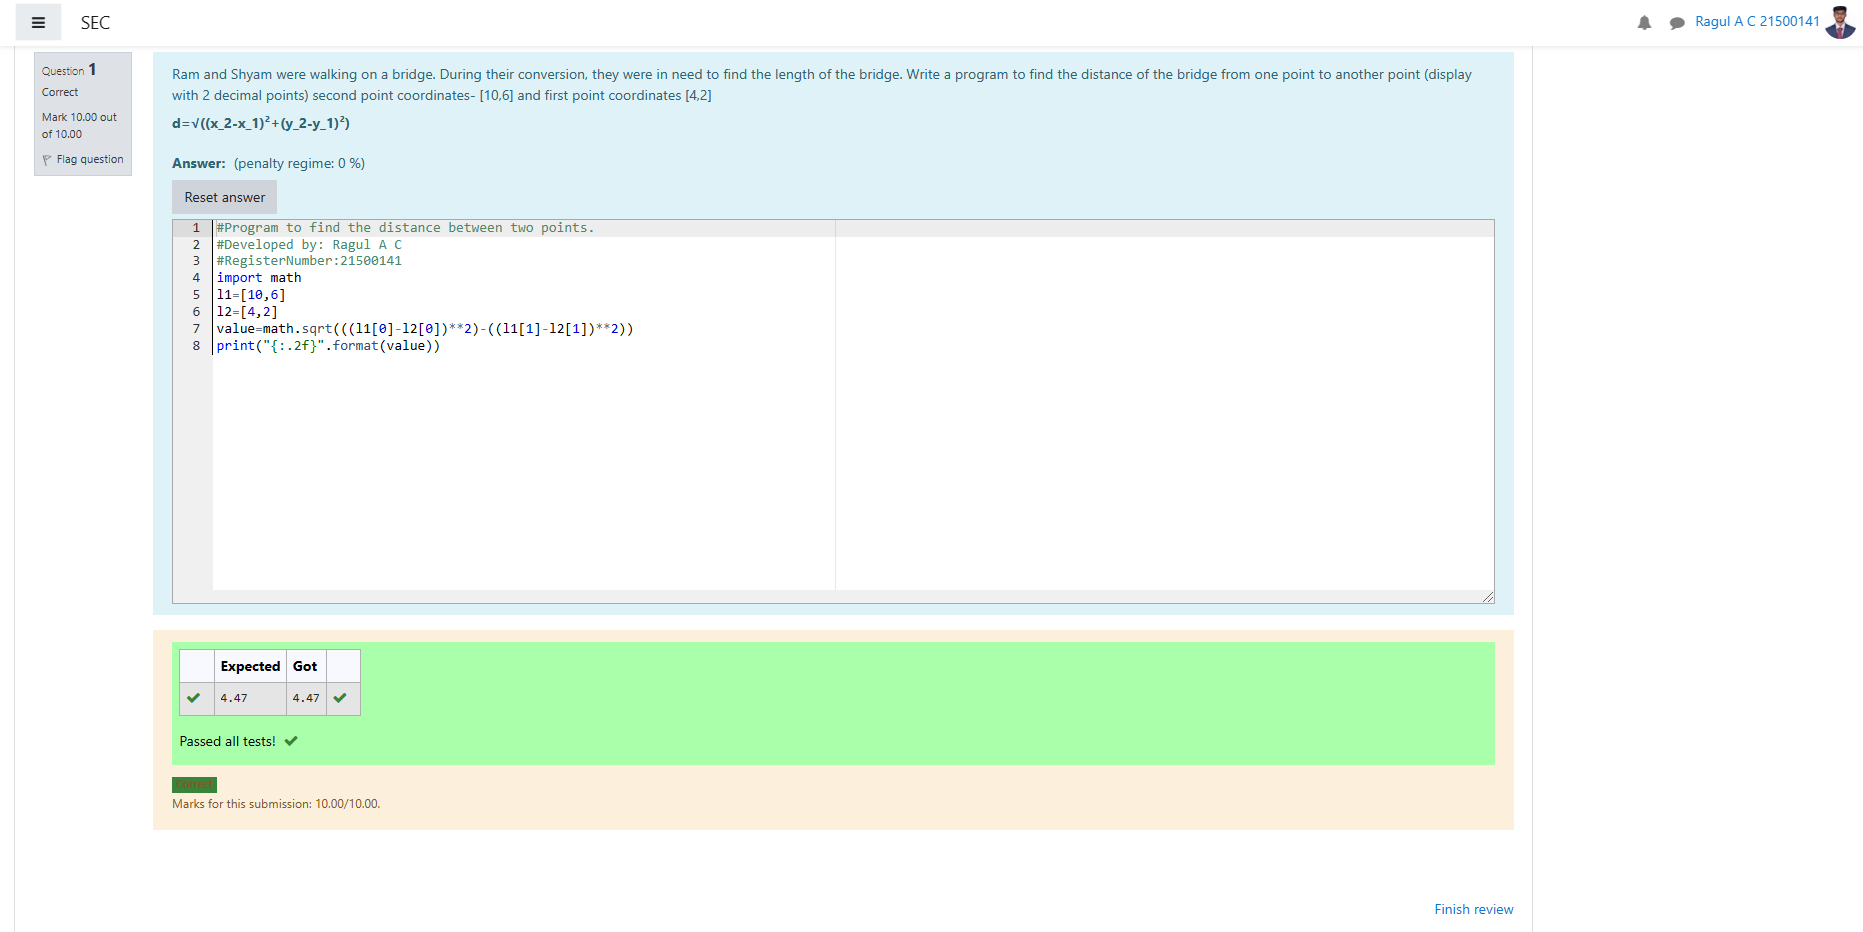 SEC
Ragul A C 21500141
Question 1
Correct
Mark 10.00 out
of 10.00
Flag question
Ram and Shyam were walking on a bridge. During their conversion, they were in need to find the length of the bridge. Write a program to find the distance of the bridge from one point to another point (display
with 2 decimal points) second point coordinates- [10,6] and first point coordinates [4,2]
d=√((x_2-x_1)²+(y_2-y_1)²)
Answer: (penalty regime: 0 %)
Reset answer
1 #Program to find the distance between two points.
2 #Developed by: Ragul A C
3 #RegisterNumber:21500141
4 import math
5 l1=[10,6]
6 l2=[4,2]
7 value=math.sqrt(((l1[0]-l2[0])**2)-((l1[1]-l2[1])**2))
8 print("{:.2f}".format(value))
Expected Got
4.47 4.47
Passed all tests!
Correct
Marks for this submission: 10.00/10.00.
Finish review